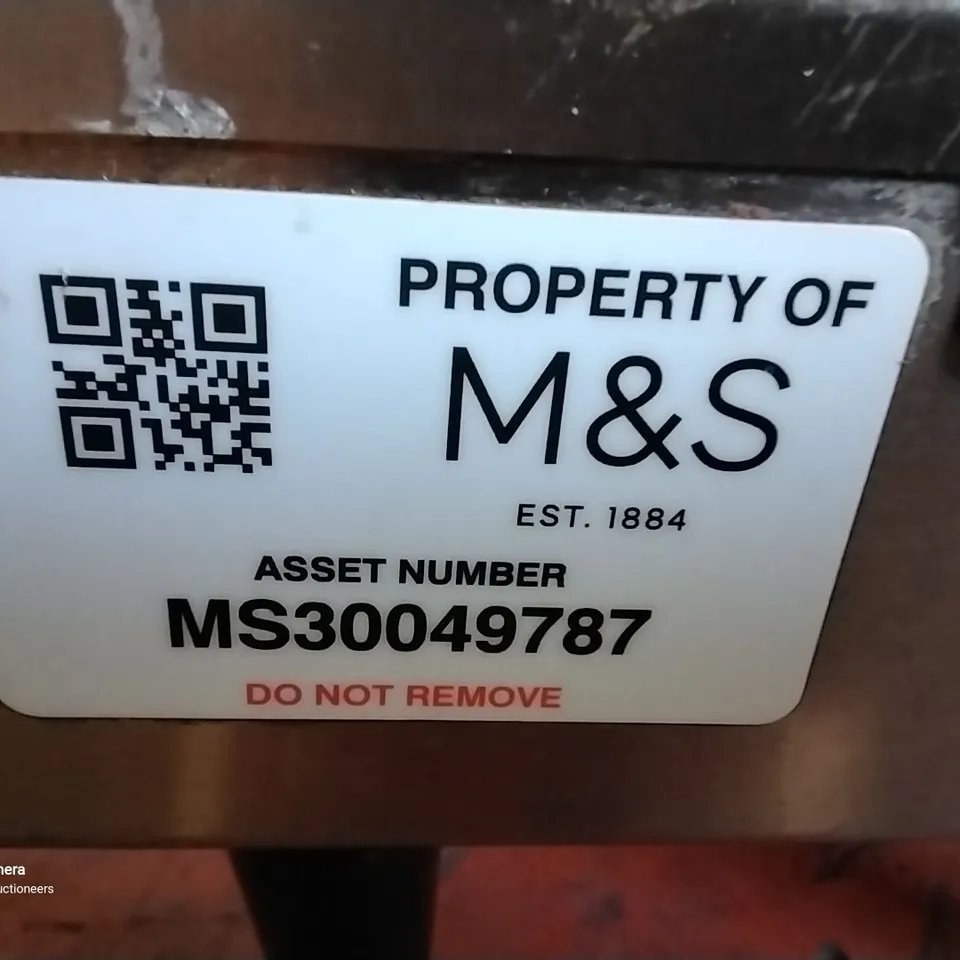 PROPERTY OF
M&S
EST. 1884
ASSET NUMBER
MS30049787
DO NOT REMOVE